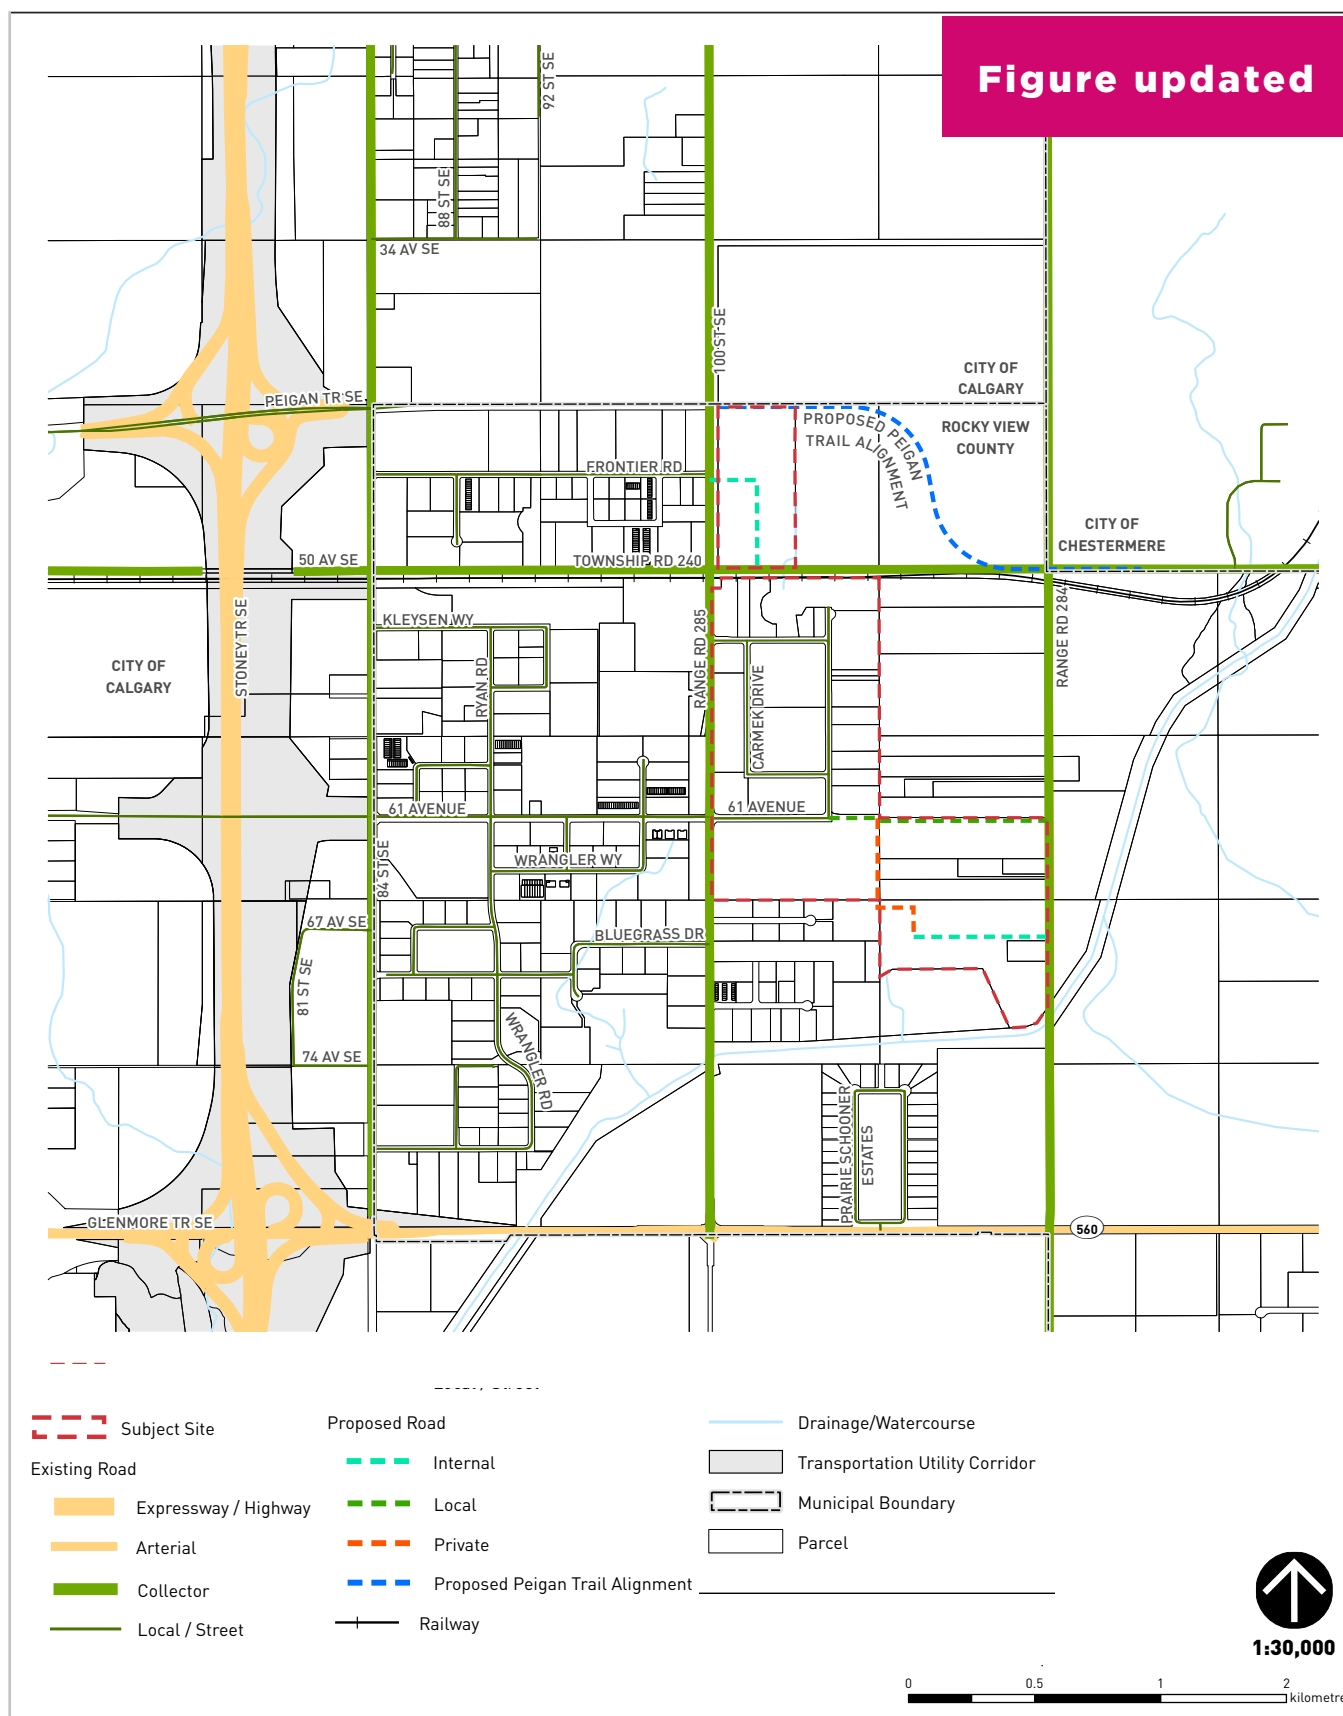 Figure updated
92 ST SE
88 ST SE
34 AV SE
100 ST SE
CITY OF
CALGARY
PEIGAN TR SE
PROPOSED PEIGAN
TRAIL ALIGNMENT
ROCKY VIEW
COUNTY
FRONTIER RD
CITY OF
CHESTERMERE
50 AV SE
TOWNSHIP RD 240
STONEY TR SE
KLEYSEN WY
RANGE RD 285
RANGE RD 284
CITY OF
CALGARY
RYAN RD
CARMEK DRIVE
61 AVENUE
61 AVENUE
84 ST SE
WRANGLER WY
67 AV SE
BLUEGRASS DR
81 ST SE
WRANGLER RD
74 AV SE
PRAIRIE SCHOONER
ESTATES
GLENMORE TR SE
560
Subject Site
Existing Road
Expressway / Highway
Arterial
Collector
Local / Street
Proposed Road
Internal
Local
Private
Proposed Peigan Trail Alignment
Railway
Drainage/Watercourse
Transportation Utility Corridor
Municipal Boundary
Parcel
1:30,000
0 0.5 1 2
kilometre